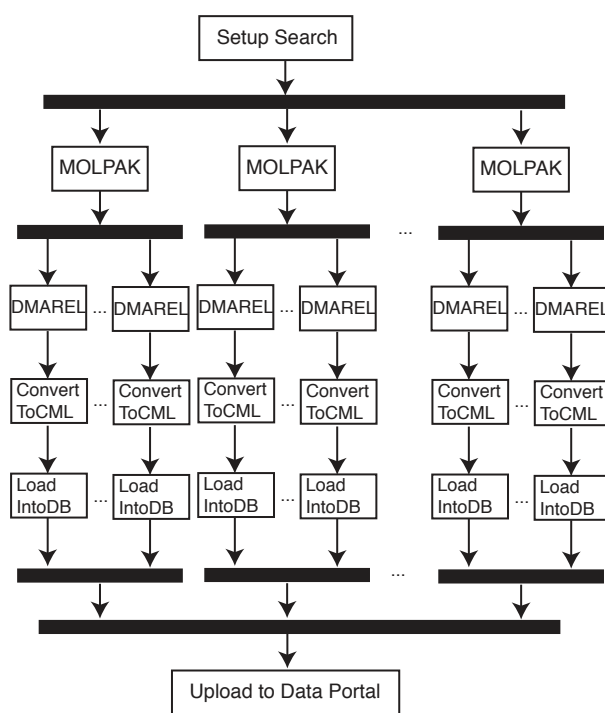 Setup Search
MOLPAK MOLPAK MOLPAK
...
DMAREL ... DMAREL DMAREL ... DMAREL DMAREL ... DMAREL
Convert ToCML ... Convert ToCML Convert ToCML ... Convert ToCML Convert ToCML ... Convert ToCML
Load IntoDB ... Load IntoDB Load IntoDB ... Load IntoDB Load IntoDB ... Load IntoDB
...
Upload to Data Portal